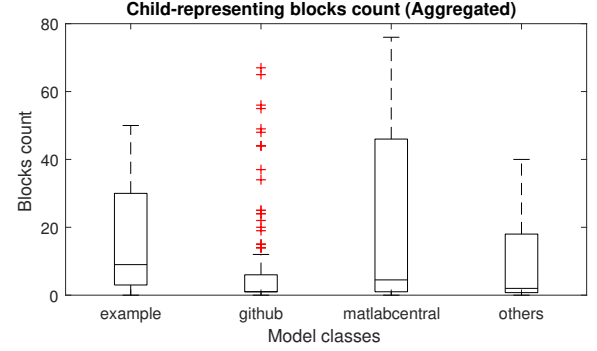 Child-representing blocks count (Aggregated)
Blocks count
80
60
40
20
0
example github matlabcentral others
Model classes